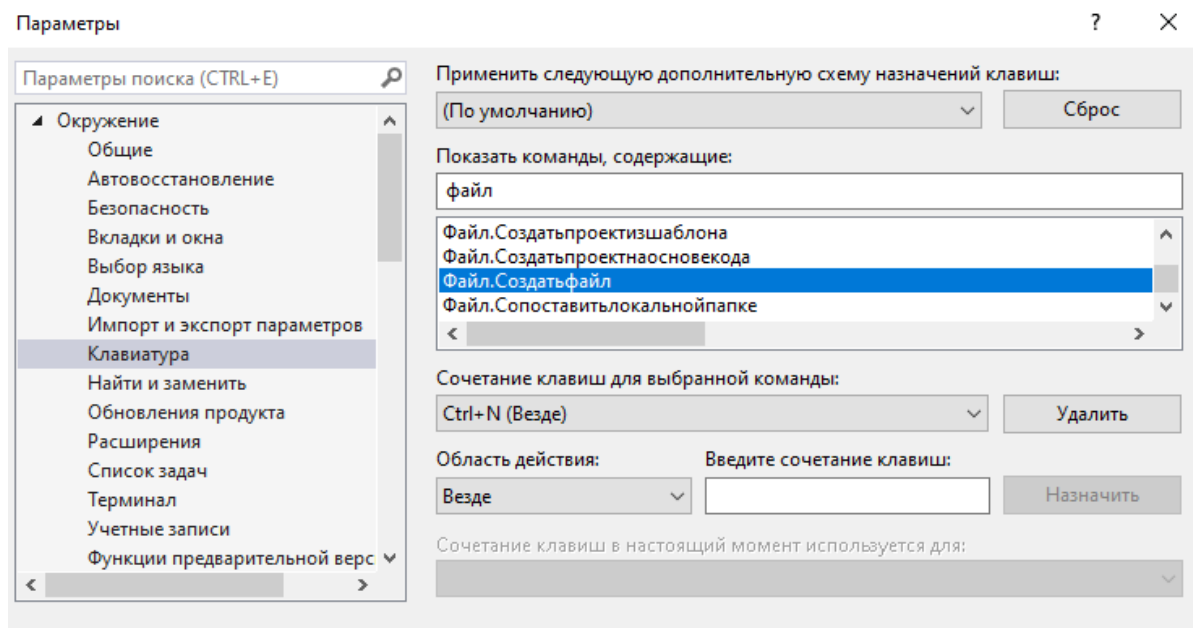 Параметры
?
Параметры поиска (CTRL+E)
Окружение
Общие
Автовосстановление
Безопасность
Вкладки и окна
Выбор языка
Документы
Импорт и экспорт параметров
Клавиатура
Найти и заменить
Обновления продукта
Расширения
Список задач
Терминал
Учетные записи
Функции предварительной верс
Применить следующую дополнительную схему назначений клавиш:
(По умолчанию)
Сброс
Показать команды, содержащие:
файл
Файл.Создатьпроектизшаблона
Файл.Создатьпроектнаосновекода
Файл.Создатьфайл
Файл.Сопоставитьлокальнойпапке
Сочетание клавиш для выбранной команды:
Ctrl+N (Везде)
Удалить
Область действия:
Введите сочетание клавиш:
Везде
Назначить
Сочетание клавиш в настоящий момент используется для: